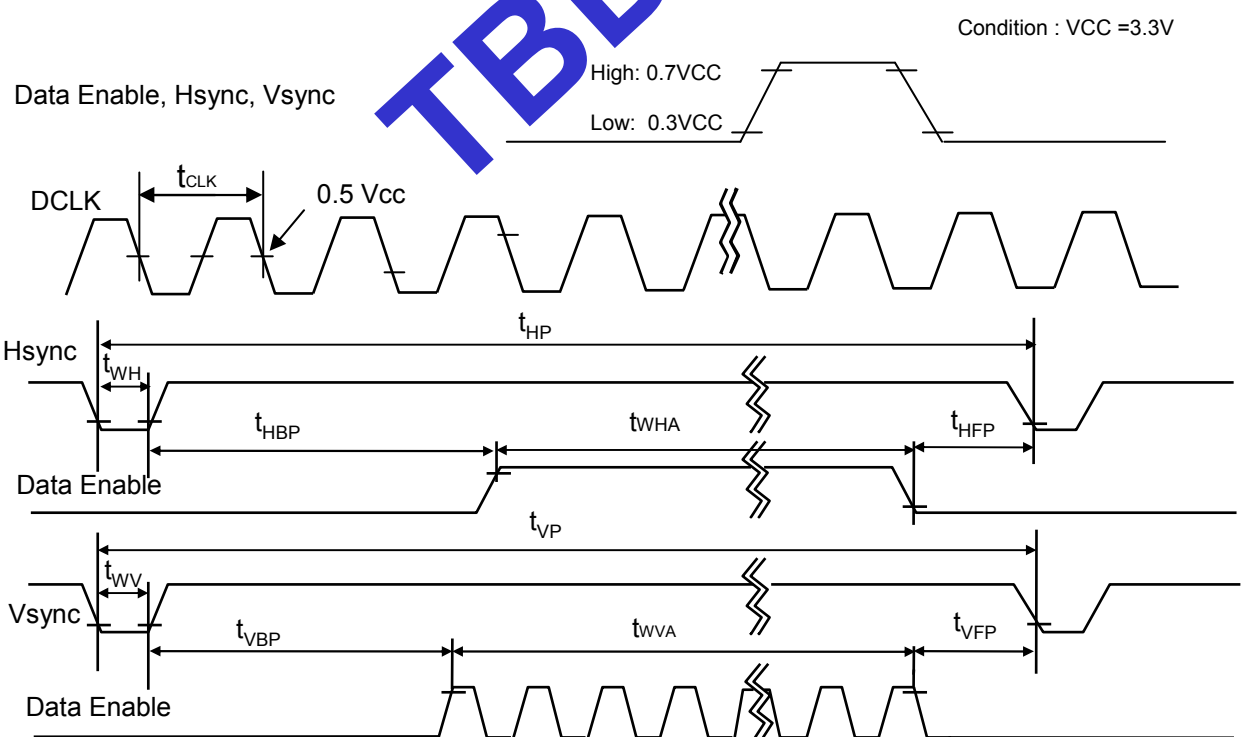 Condition : VCC =3.3V
TBD
High: 0.7VCC
Data Enable, Hsync, Vsync
Low: 0.3VCC
tCLK
0.5 Vcc
DCLK
tHP
Hsync
tWH
tHBP
tWHA
tHFP
Data Enable
tVP
tWV
Vsync
tVBP
tWVA
tVFP
Data Enable